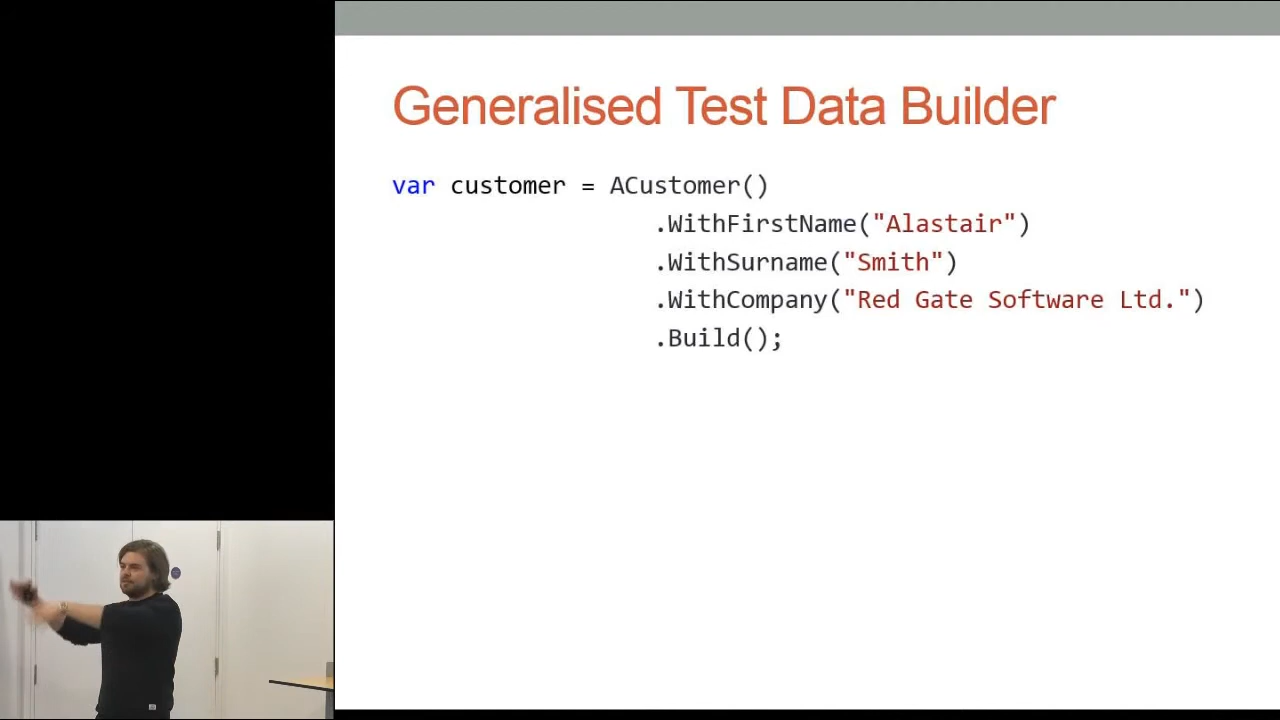 Generalised Test Data Builder
var customer = ACustomer()
.WithFirstName("Alastair")
.WithSurname("Smith")
.WithCompany("Red Gate Software Ltd.")
.Build();